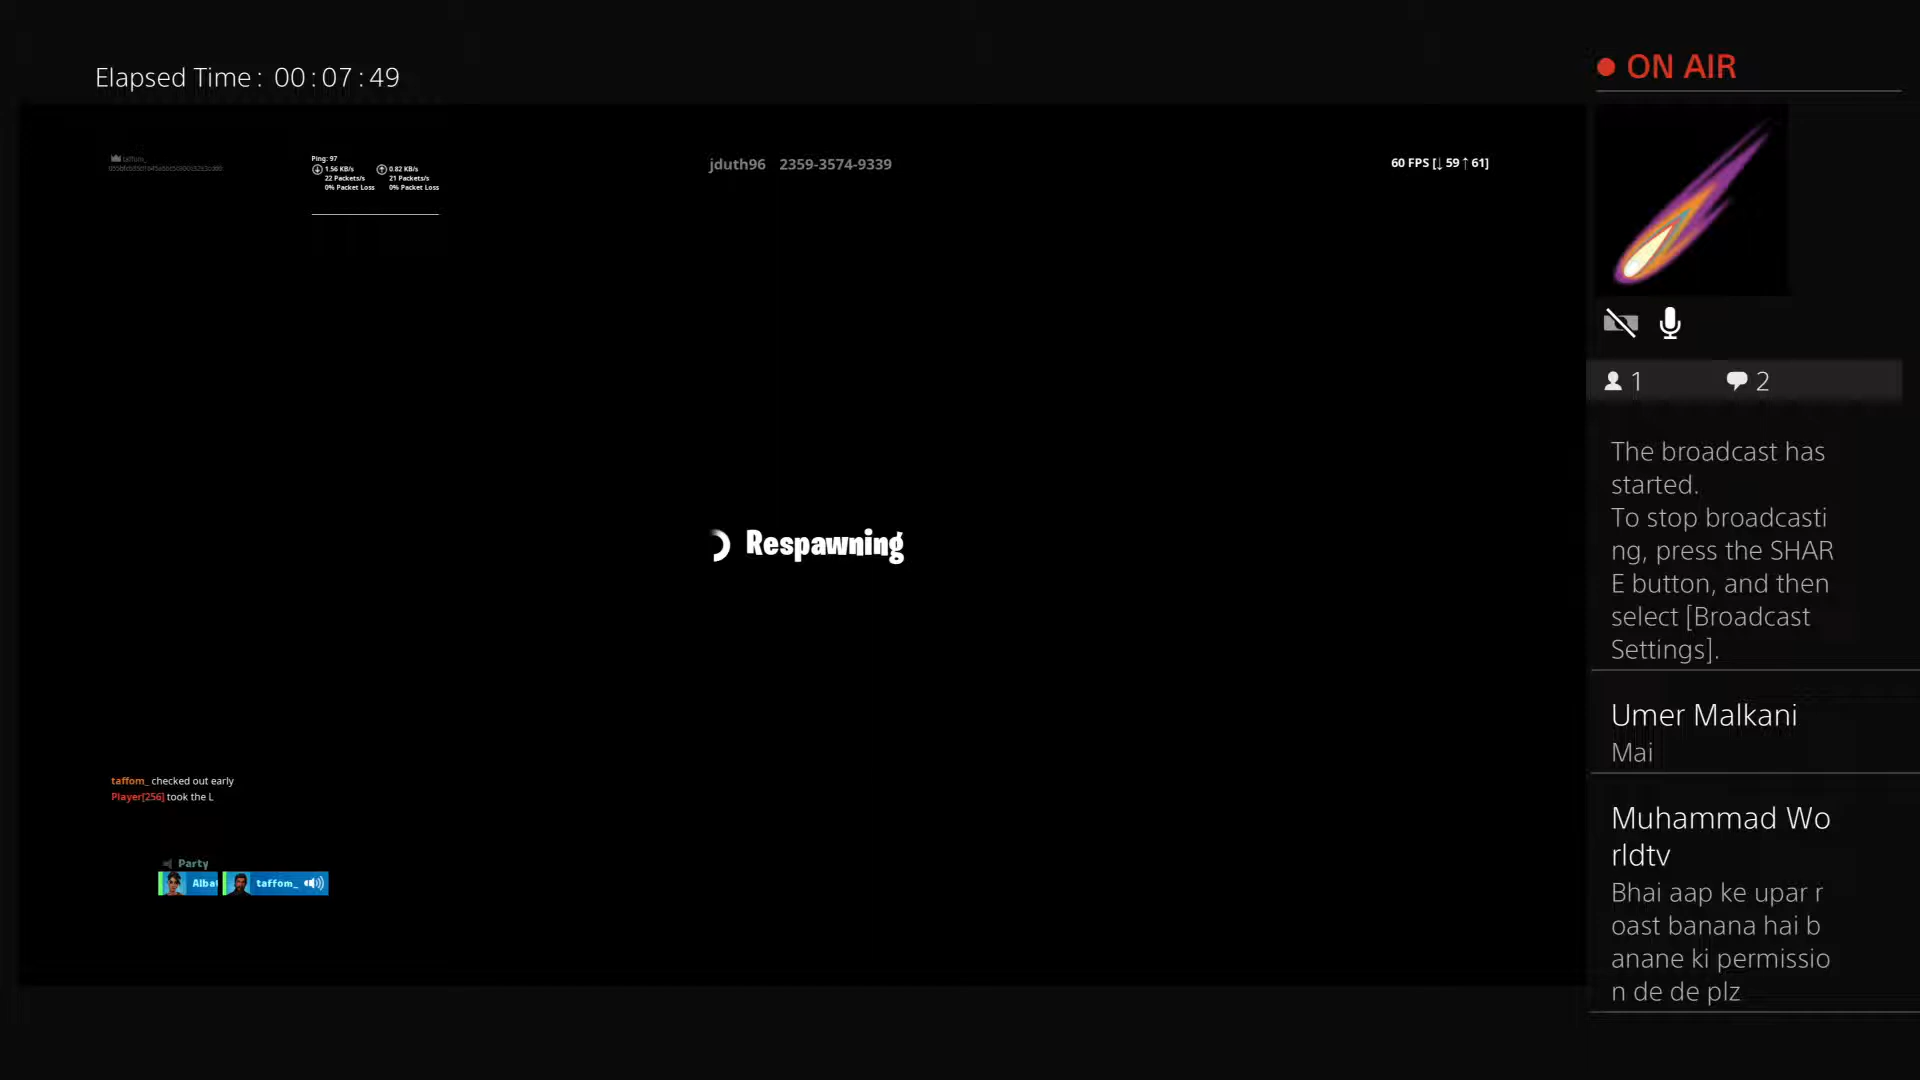 Elapsed Time: 00:07:49
ON AIR
taffom_
Ping: 97
1.56 KB/s 0.82 KB/s
22 Packets/s 21 Packets/s
0% Packet Loss 0% Packet Loss
jduth96 2359-3574-9339
60 FPS [↓ 59 ↑ 61]
1 2
The broadcast has
started.
To stop broadcasti
ng, press the SHAR
E button, and then
select [Broadcast
Settings].
Respawning
Umer Malkani
Mai
taffom_ checked out early
Player[256] took the L
Muhammad Wo
rldtv
Bhai aap ke upar r
oast banana hai b
anane ki permissio
n de de plz
Party
Alba taffom_